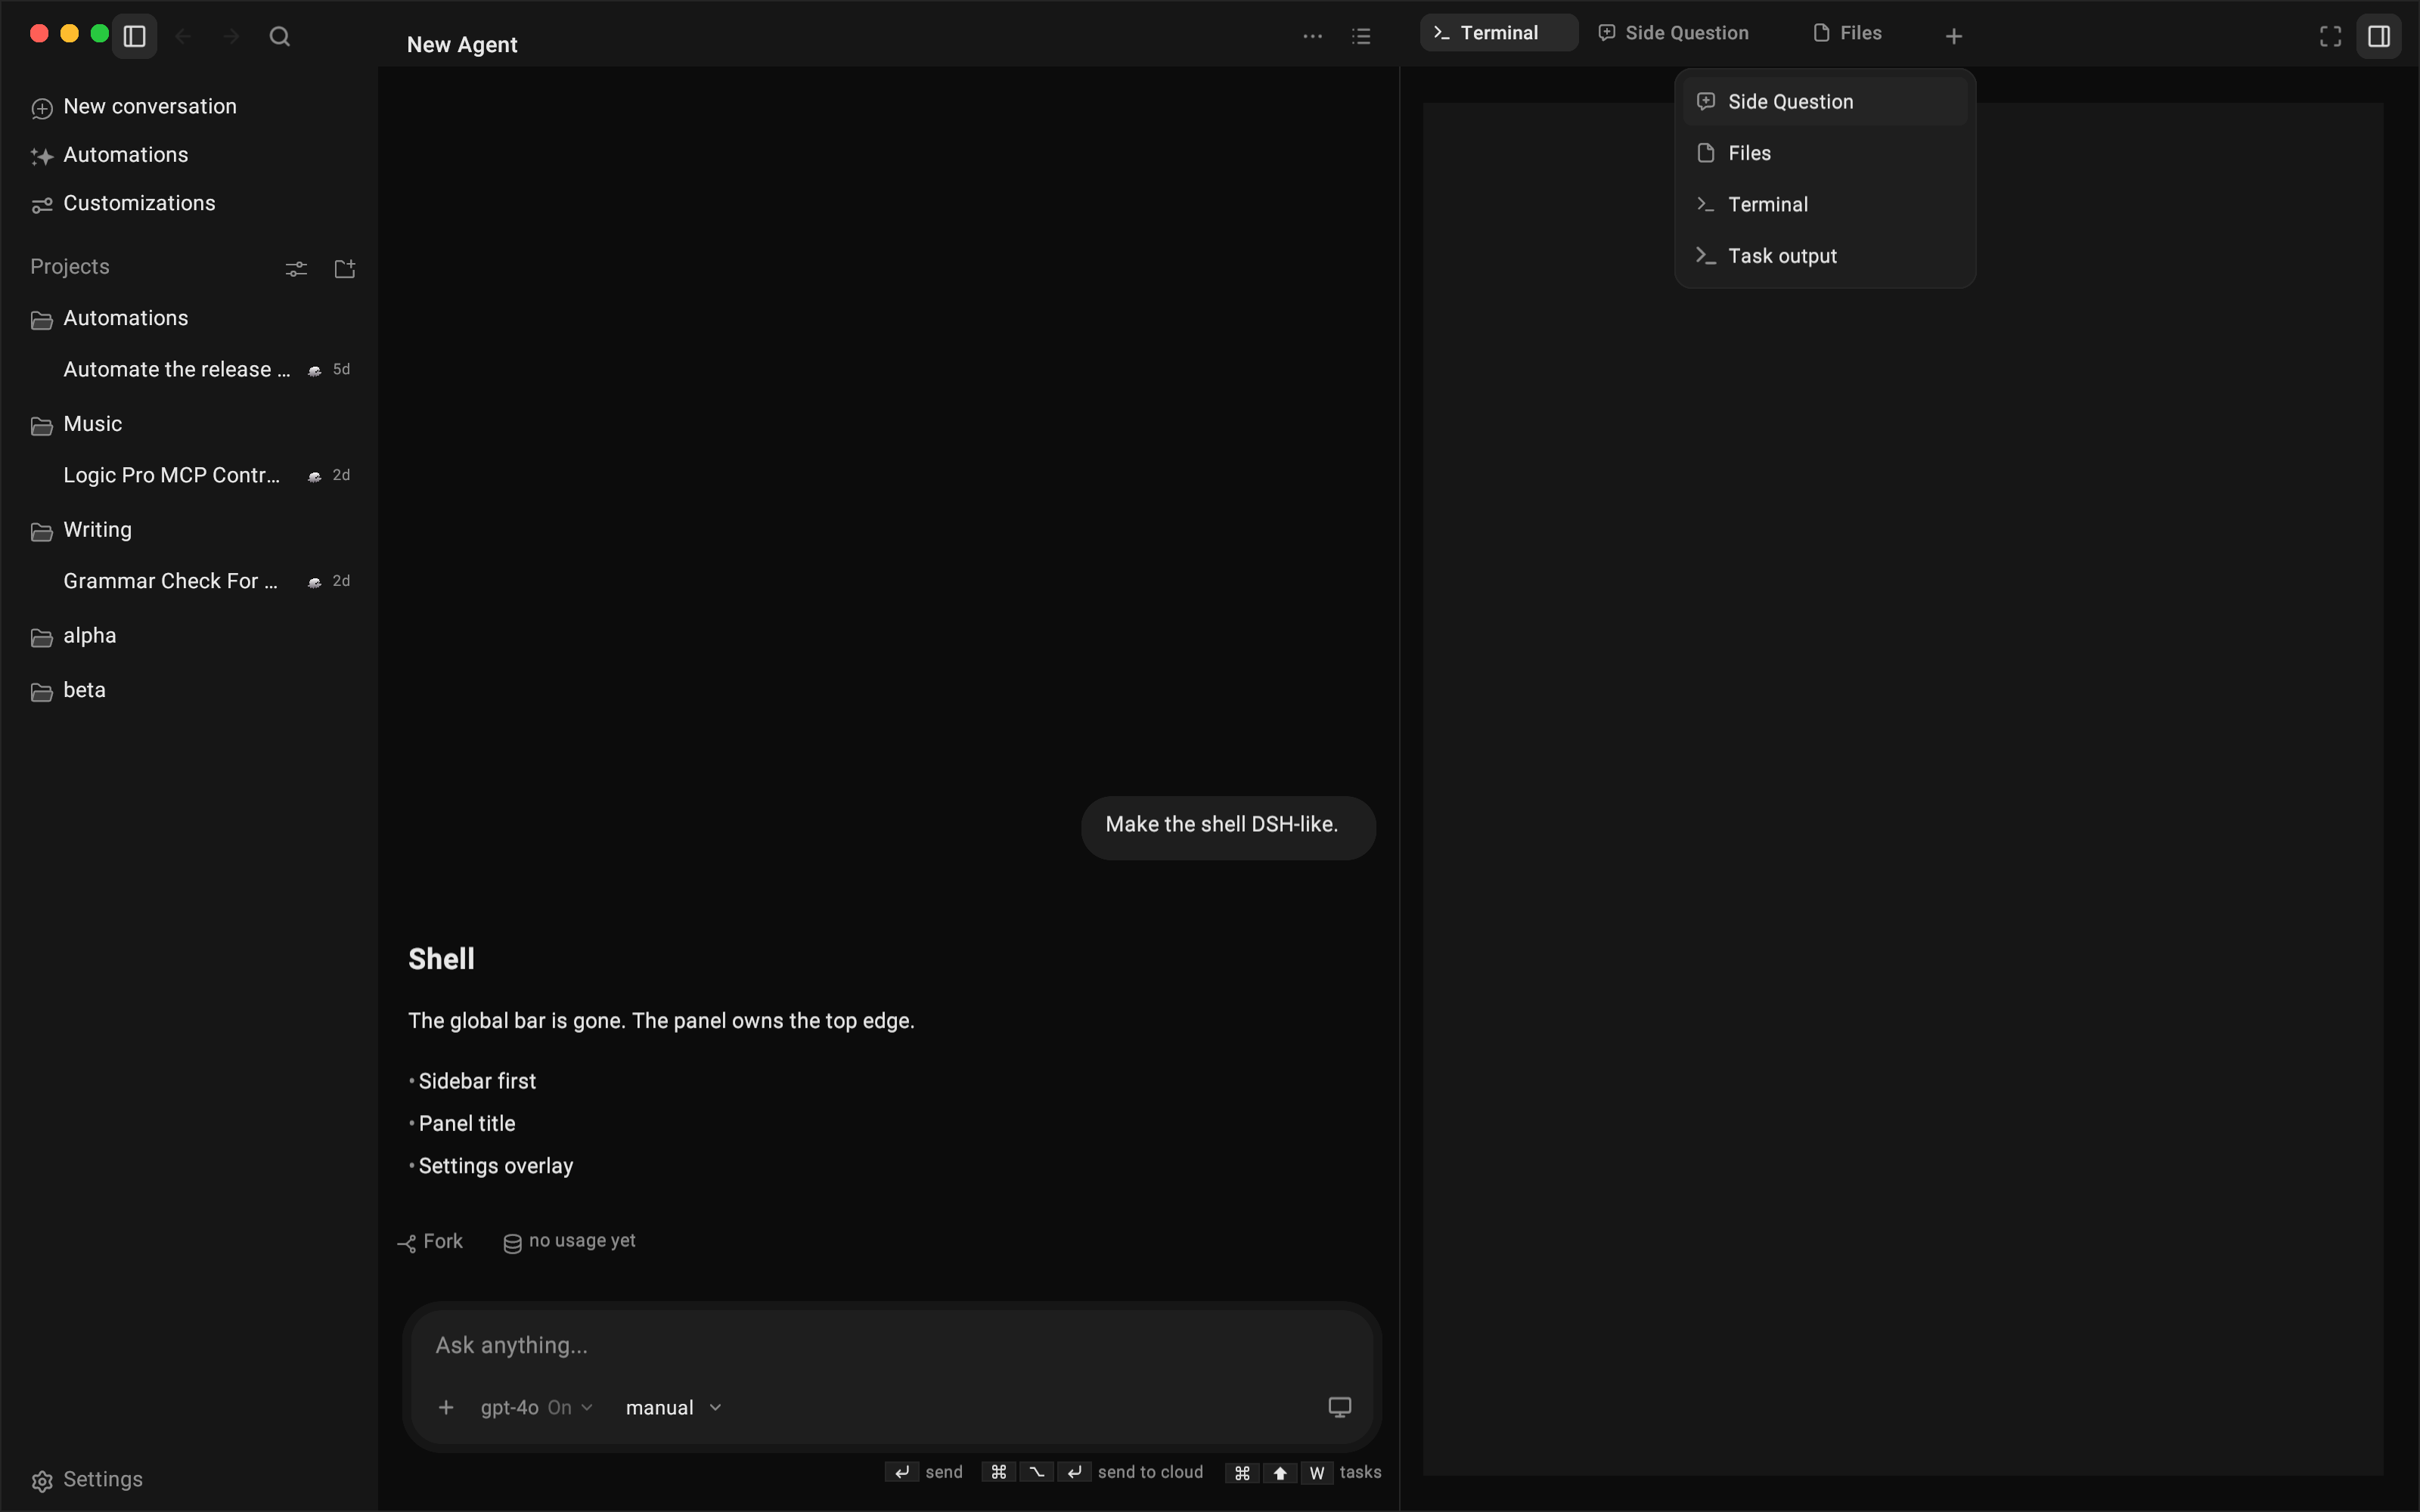 New Agent
Terminal
Side Question
Files
New conversation
Automations
Customizations
Projects
Automations
Automate the release ...
5d
Music
Logic Pro MCP Contr...
2d
Writing
Grammar Check For ...
2d
alpha
beta
Settings
Side Question
Files
Terminal
Task output
Make the shell DSH-like.
Shell
The global bar is gone. The panel owns the top edge.
• Sidebar first
• Panel title
• Settings overlay
Fork
no usage yet
Ask anything...
gpt-4o On
manual
send
send to cloud
W tasks